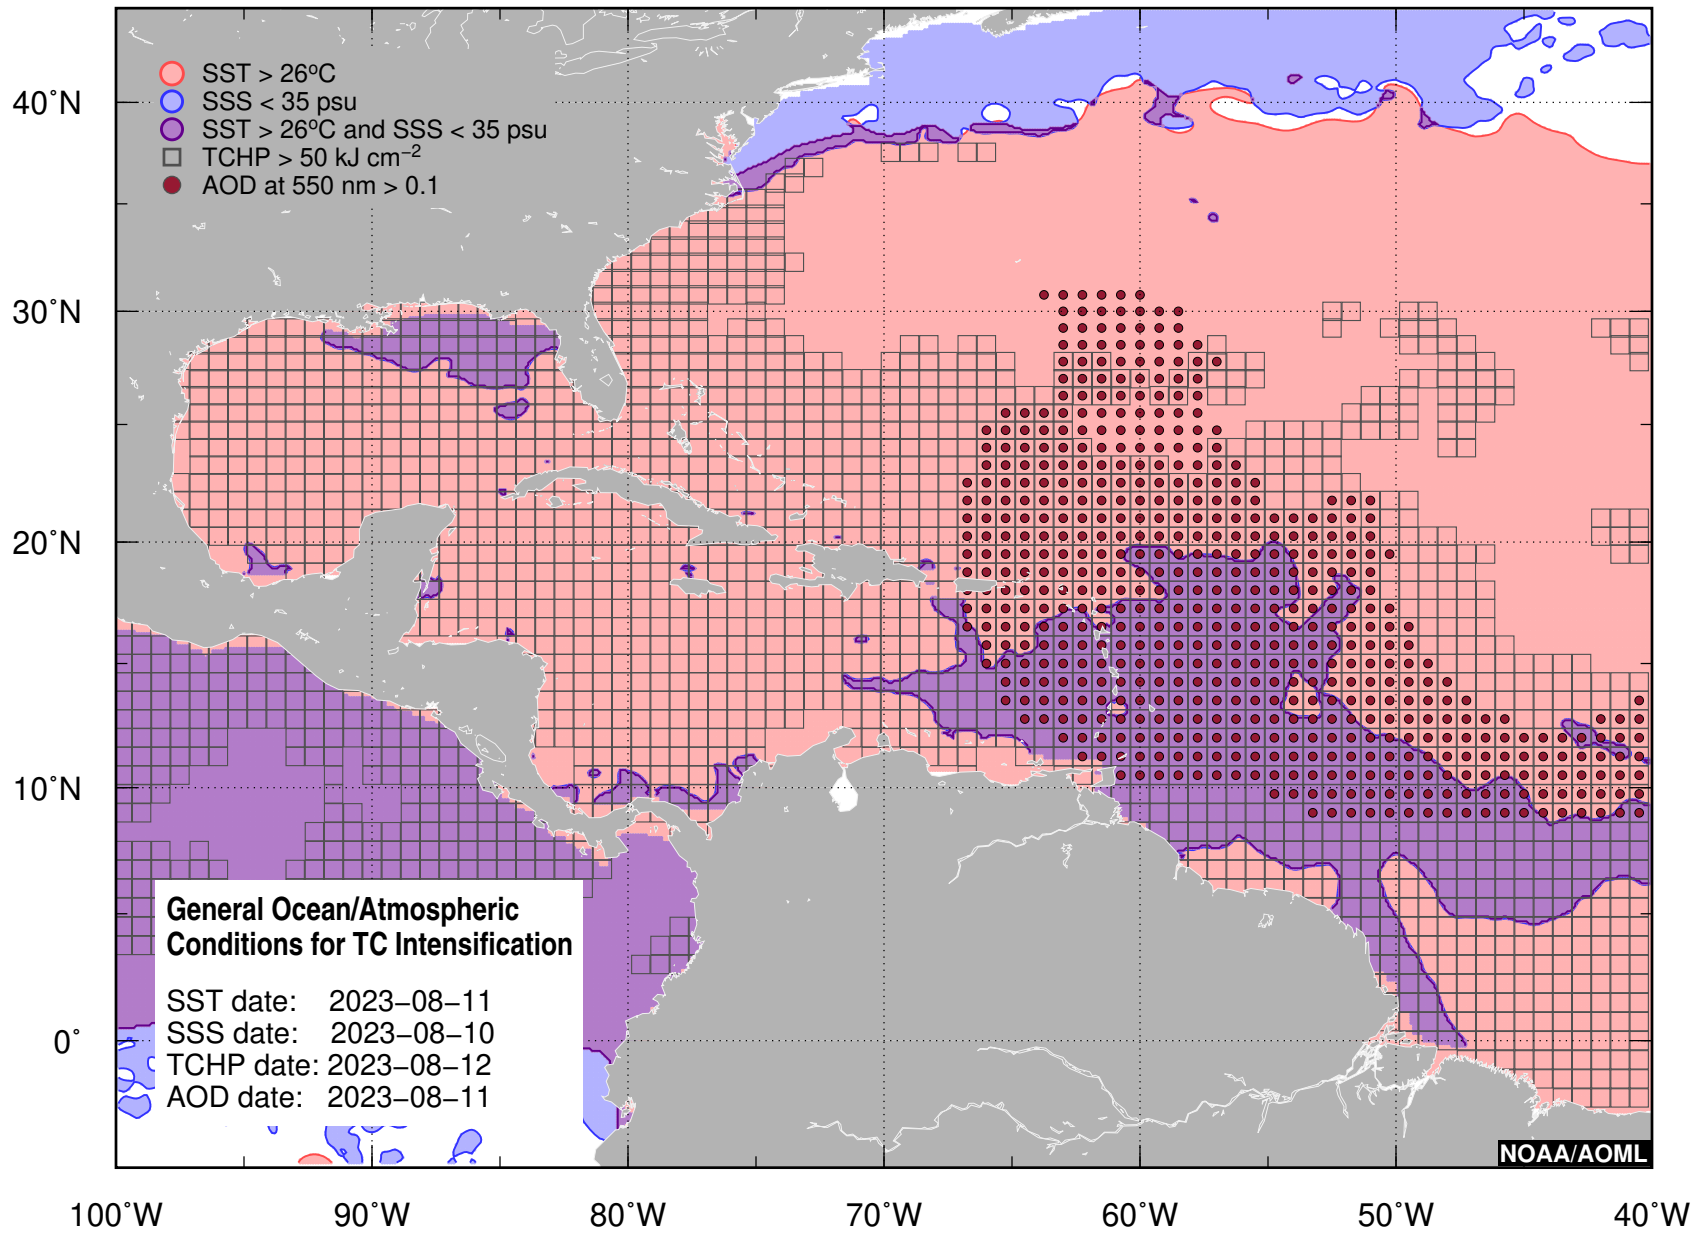 SST > 26ºC
SSS < 35 psu
SST > 26ºC and SSS < 35 psu
TCHP > 50 kJ cm⁻²
AOD at 550 nm > 0.1
40˚N
30˚N
20˚N
10˚N
0˚
General Ocean/Atmospheric
Conditions for TC Intensification
SST date: 2023−08−11
SSS date: 2023−08−10
TCHP date: 2023−08−12
AOD date: 2023−08−11
NOAA/AOML
100˚W 90˚W 80˚W 70˚W 60˚W 50˚W 40˚W